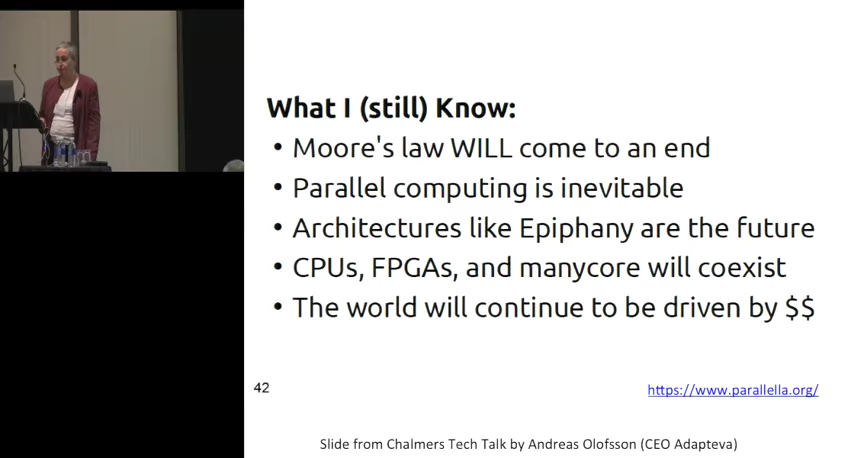 What I (still) Know:
• Moore's law WILL come to an end
• Parallel computing is inevitable
• Architectures like Epiphany are the future
• CPUs, FPGAs, and manycore will coexist
• The world will continue to be driven by $$
42
https://www.parallella.org/
Slide from Chalmers Tech Talk by Andreas Olofsson (CEO Adapteva)